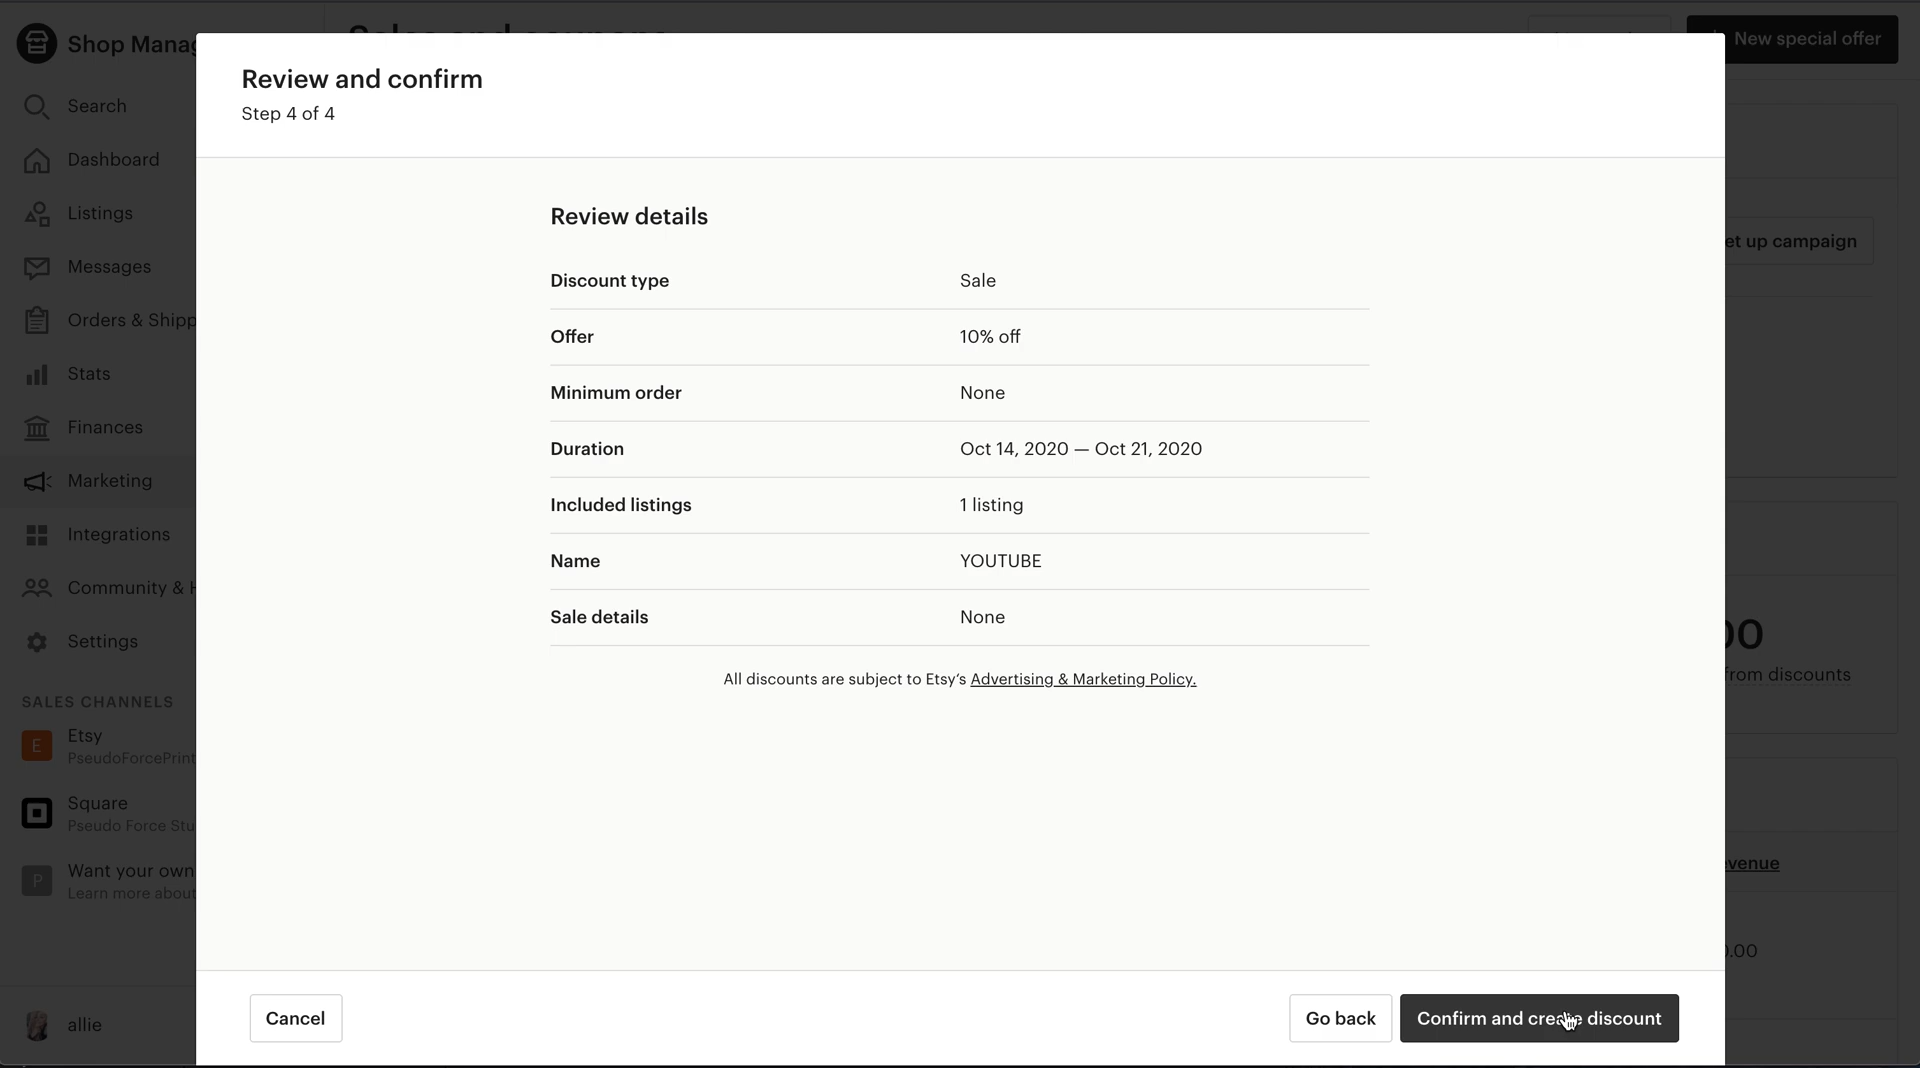 Shop Manag
Search
Dashboard
Listings
Messages
Orders & Shipp
Stats
Finances
Marketing
Integrations
Community & H
Settings
SALES CHANNELS
E
Etsy
PseudoForcePrint
Square
Pseudo Force Stu
P
Want your own
Learn more about
allie
New special offer
Review and confirm
Step 4 of 4
Review details
Discount type Sale
Offer 10% off
Minimum order None
Duration Oct 14, 2020 — Oct 21, 2020
Included listings 1 listing
Name YOUTUBE
Sale details None
All discounts are subject to Etsy’s Advertising & Marketing Policy.
Cancel
Go back
Confirm and create discount
et up campaign
00
from discounts
evenue
.00